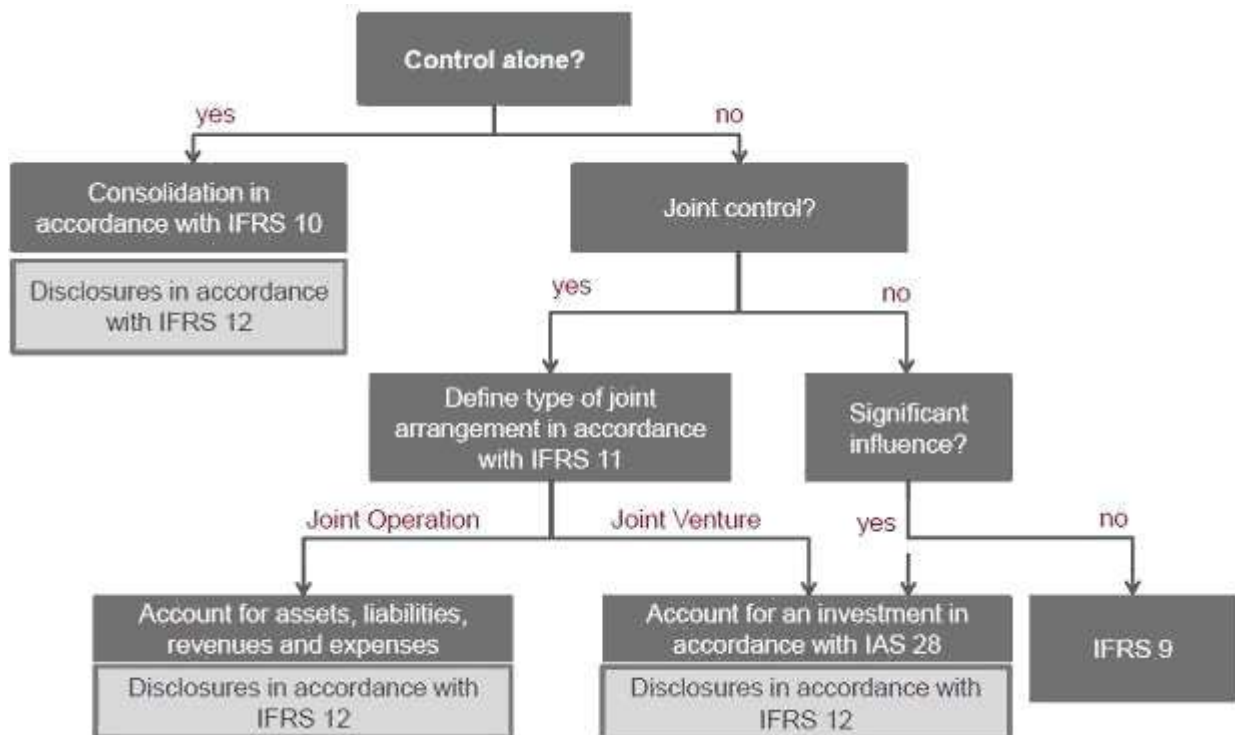 Control alone?
yes
no
Consolidation in
accordance with IFRS 10
Joint control?
Disclosures in accordance
with IFRS 12
yes
no
Define type of joint
arrangement in accordance
with IFRS 11
Significant
influence?
Joint Operation
Joint Venture
yes
no
Account for assets, liabilities,
revenues and expenses
Account for an investment in
accordance with IAS 28
IFRS 9
Disclosures in accordance with
IFRS 12
Disclosures in accordance with
IFRS 12